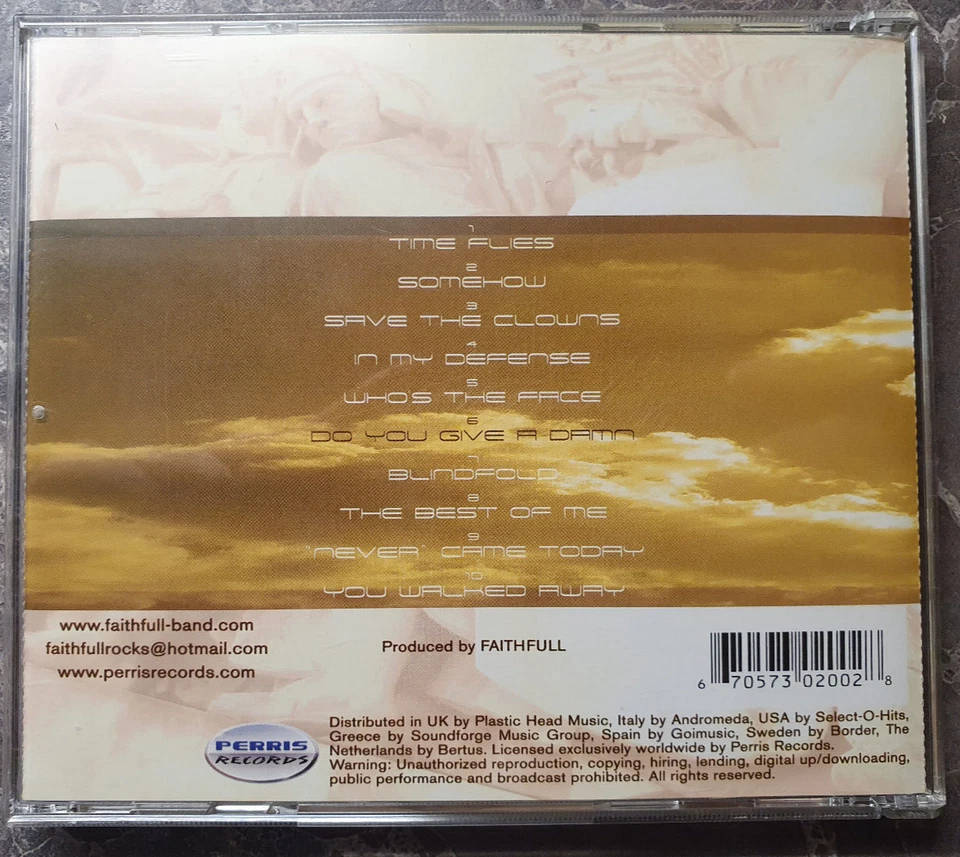 1
TIME FLIES
2
SOMEHOW
3
SAVE THE CLOWNS
4
IN MY DEFENSE
5
WHO'S THE FACE
6
DO YOU GIVE A DAMN
7
BLINDFOLD
8
THE BEST OF ME
9
"NEVER" CAME TODAY
10
YOU WALKED AWAY
www.faithfull-band.com
faithfullrocks@hotmail.com
www.perrisrecords.com
Produced by FAITHFULL
6 70573 02002 8
PERRIS
RECORDS
Distributed in UK by Plastic Head Music, Italy by Andromeda, USA by Select-O-Hits,
Greece by Soundforge Music Group, Spain by Goimusic, Sweden by Border, The
Netherlands by Bertus. Licensed exclusively worldwide by Perris Records.
Warning: Unauthorized reproduction, copying, hiring, lending, digital up/downloading,
public performance and broadcast prohibited. All rights reserved.